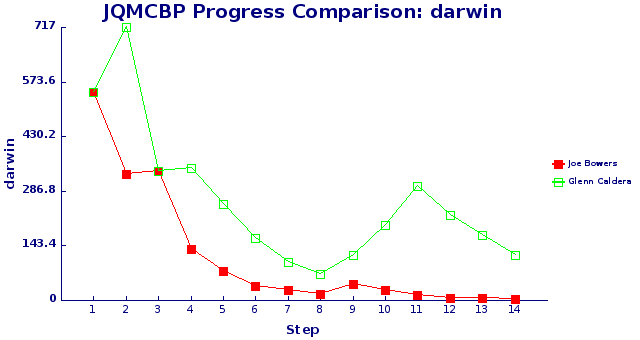 JQMCBP Progress Comparison: darwin
717
573.6
430.2
286.8
143.4
0
darwin
1 2 3 4 5 6 7 8 9 10 11 12 13 14
Step
Joe Bowers
Glenn Caldera